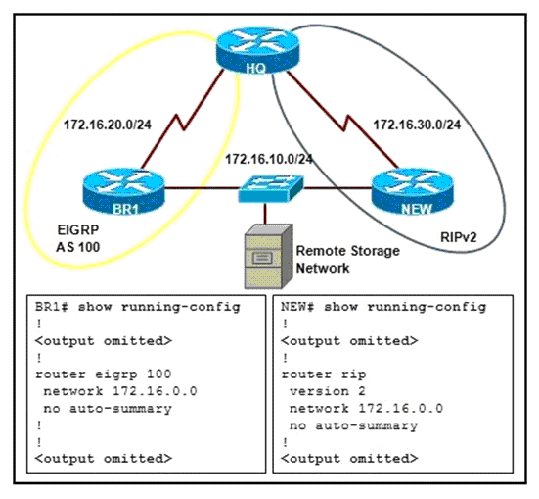 HQ
172.16.20.0/24
172.16.30.0/24
172.16.10.0/24
BR1
NEW
EIGRP
AS 100
RIPv2
Remote Storage
Network
BR1# show running-config
!
<output omitted>
!
router eigrp 100
network 172.16.0.0
no auto-summary
!
!
<output omitted>
NEW# show running-config
!
<output omitted>
!
router rip
version 2
network 172.16.0.0
no auto-summary
!
<output omitted>